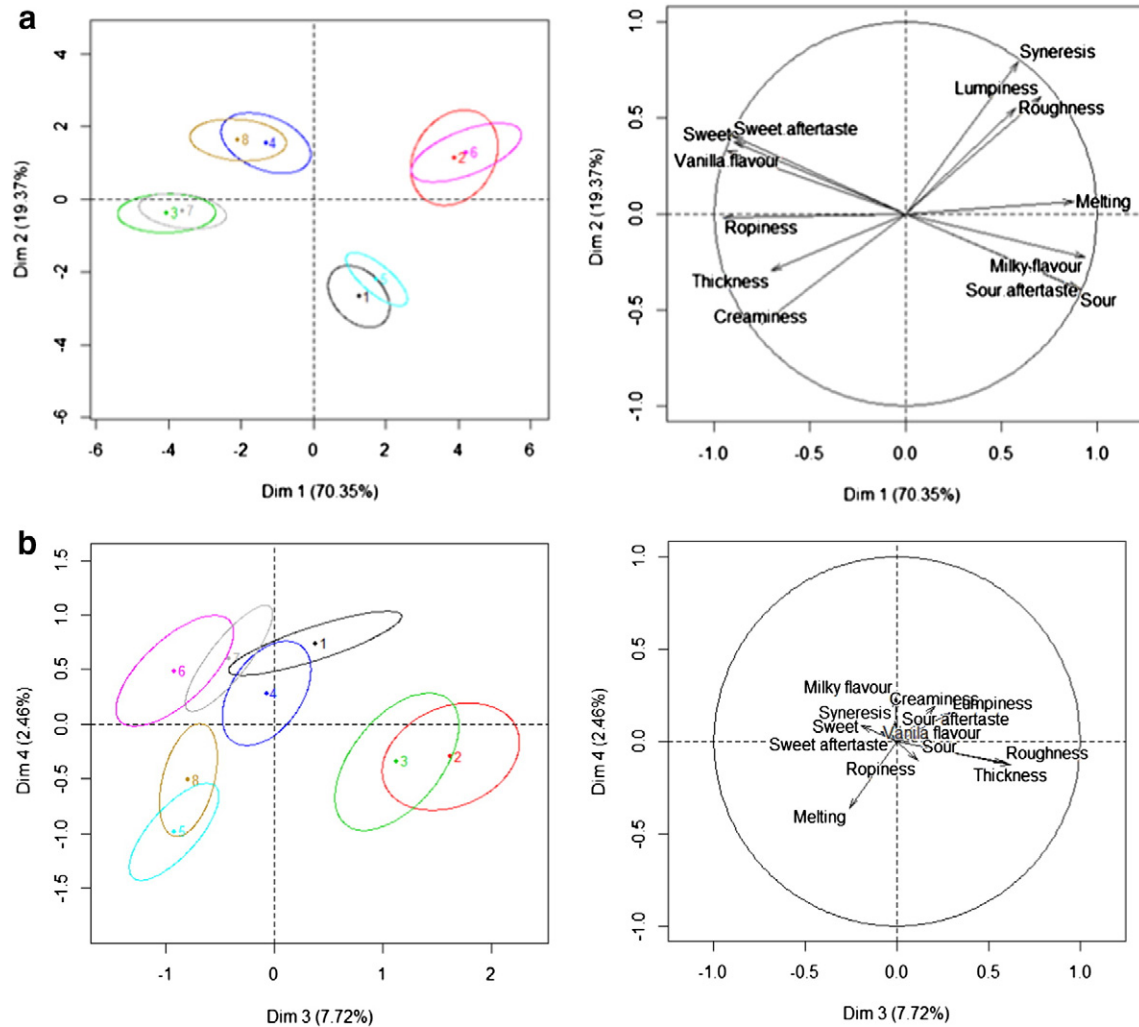 a
4
2
0
-2
-4
-6
Dim 2 (19.37%)
8
4
2
6
3
7
5
1
-6 -4 -2 0 2 4 6
Dim 1 (70.35%)
1.0
0.5
0.0
-0.5
-1.0
Dim 2 (19.37%)
Syneresis
Lumpiness
Roughness
Sweet
Sweet.aftertaste
Vanilla flavour
Melting
Ropiness
Milky-flavour
Thickness
Sour.aftertaste
Sour
Creaminess
-1.0 -0.5 0.0 0.5 1.0
Dim 1 (70.35%)
b
1.5
1.0
0.5
0.0
-0.5
-1.0
-1.5
Dim 4 (2.46%)
6
7
1
4
3
2
8
5
-1 0 1 2
Dim 3 (7.72%)
1.0
0.5
0.0
-0.5
-1.0
Dim 4 (2.46%)
Milky flavour
Creaminess
Lumpiness
Syneresis
Sour aftertaste
Sweet
Vanila flavour
Sweet aftertaste
Sour
Roughness
Ropiness
Thickness
Melting
-1.0 -0.5 0.0 0.5 1.0
Dim 3 (7.72%)